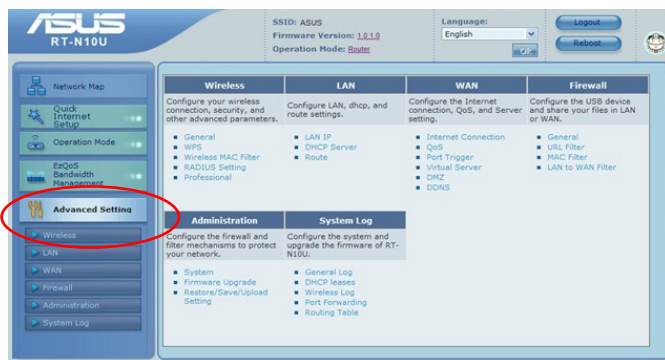 ASUS
RT-N10U
SSID: ASUS
Firmware Version: 1.0.1.0
Operation Mode: Router
Language:
English
OK
Logout
Reboot
Network Map
Quick
Internet
Setup
Operation Mode
EzQoS
Bandwidth
Management
Advanced Setting
Wireless
LAN
WAN
Firewall
Administration
System Log
Wireless
Configure your wireless
connection, security, and
other advanced parameters.
General
WPS
Wireless MAC Filter
RADIUS Setting
Professional
LAN
Configure LAN, dhcp, and
route settings.
LAN IP
DHCP Server
Route
WAN
Configure the Internet
connection, QoS, and Server
setting.
Internet Connection
QoS
Port Trigger
Virtual Server
DMZ
DDNS
Firewall
Configure the USB device
and share your files in LAN
or WAN.
General
URL Filter
MAC Filter
LAN to WAN Filter
Administration
Configure the firewall and
filter mechanisms to protect
your network.
System
Firmware Upgrade
Restore/Save/Upload
Setting
System Log
Configure the system and
upgrade the firmware of RT-
N10U.
General Log
DHCP leases
Wireless Log
Port Forwarding
Routing Table